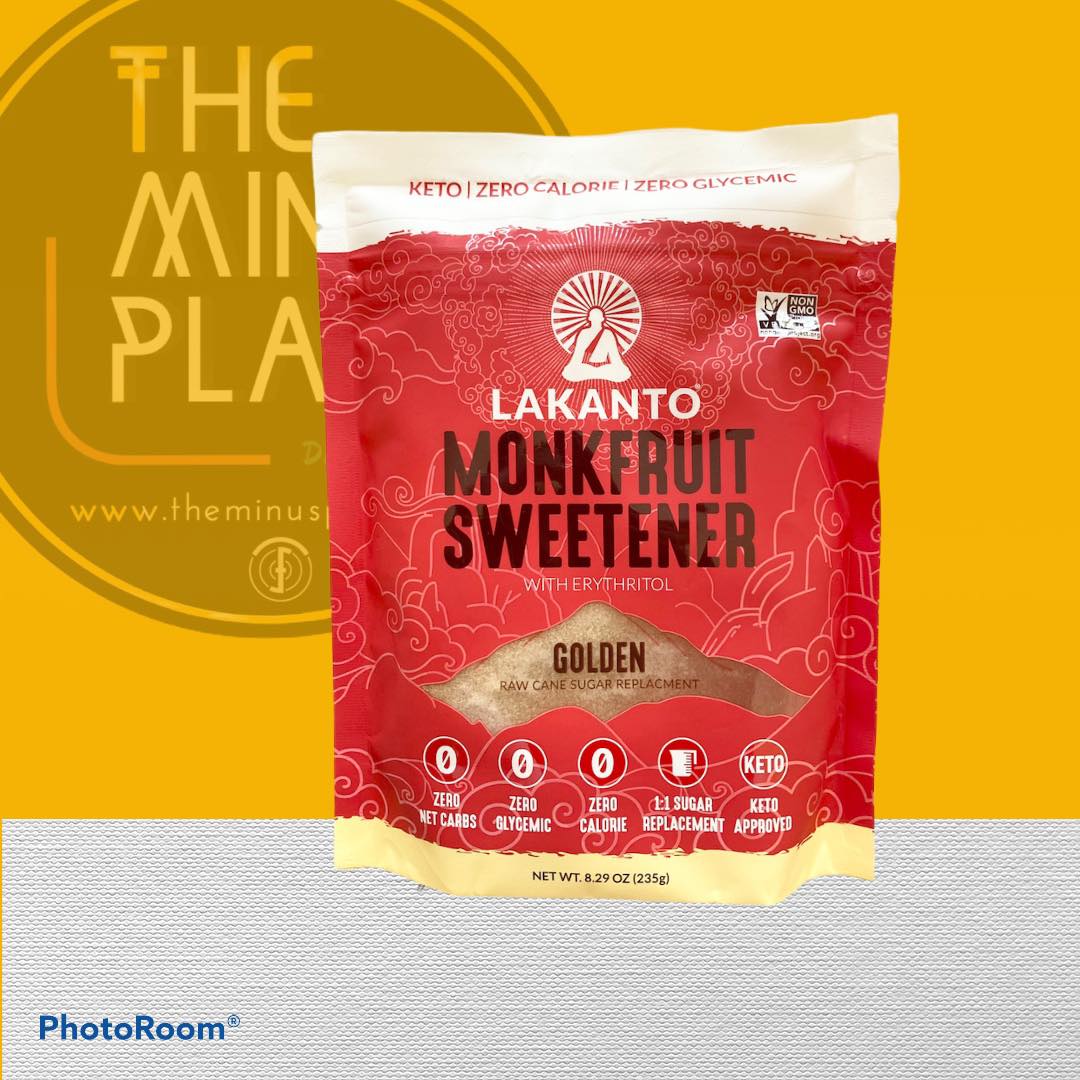 THE
MIN
PLA
D
www.theminusp
KETO | ZERO CALORIE | ZERO GLYCEMIC
NON
GMO
LAKANTO®
MONKFRUIT
SWEETENER
WITH ERYTHRITOL
GOLDEN
RAW CANE SUGAR REPLACMENT
0 0 0 KETO
ZERO NET CARBS
ZERO GLYCEMIC
ZERO CALORIE
1:1 SUGAR REPLACEMENT
KETO APPROVED
NET WT. 8.29 OZ (235g)
PhotoRoom®